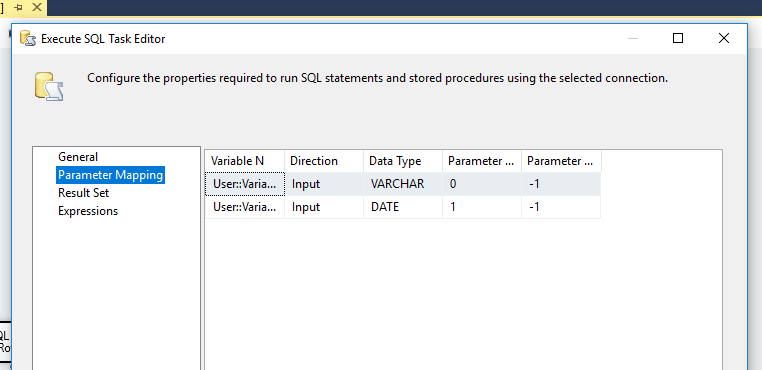 ]
Execute SQL Task Editor
Configure the properties required to run SQL statements and stored procedures using the selected connection.
General
Parameter Mapping
Result Set
Expressions
Variable N Direction Data Type Parameter ... Parameter ...
User::Varia... Input VARCHAR 0 -1
User::Varia... Input DATE 1 -1
QL
Ro